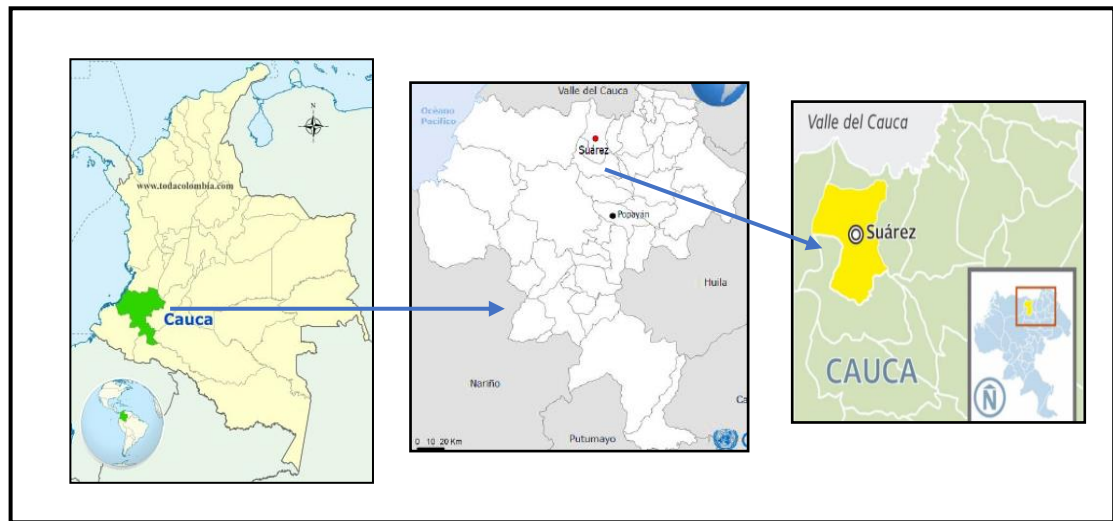 N
www.todacolombia.com
Cauca
Valle del Cauca
Océano
Pacífico
Suárez
Popayán
Huila
Nariño
Putumayo
0 10 20 Km
Valle del Cauca
Suárez
1
CAUCA
N